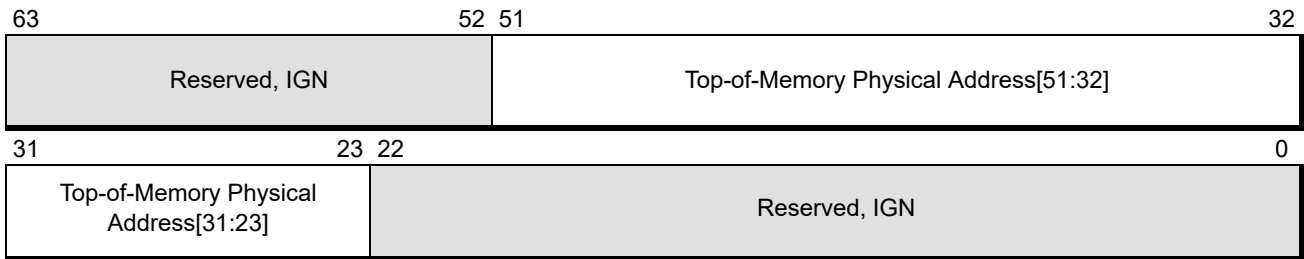 63 52 51 32
Reserved, IGN Top-of-Memory Physical Address[51:32]
31 23 22 0
Top-of-Memory Physical
Address[31:23]
Reserved, IGN